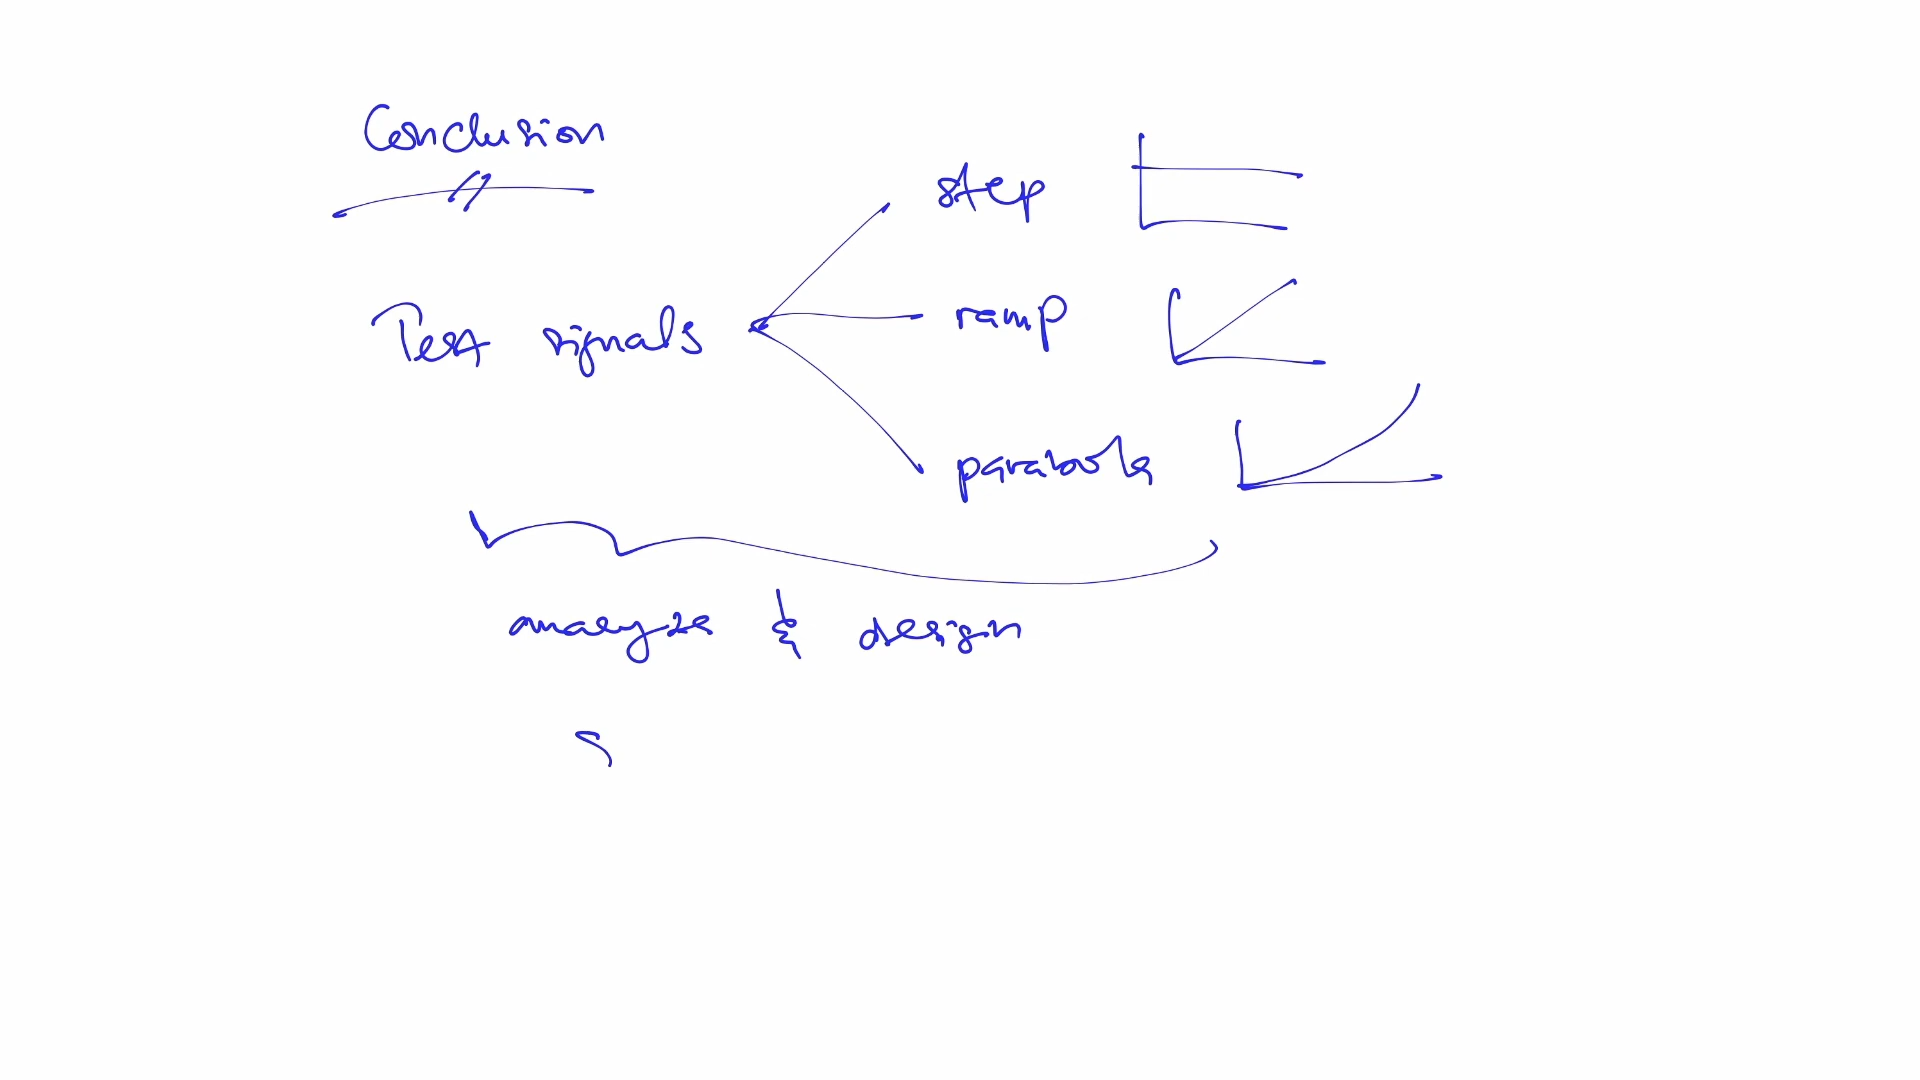 Conclusion
step
Test signals
ramp
parabola
analyze & design